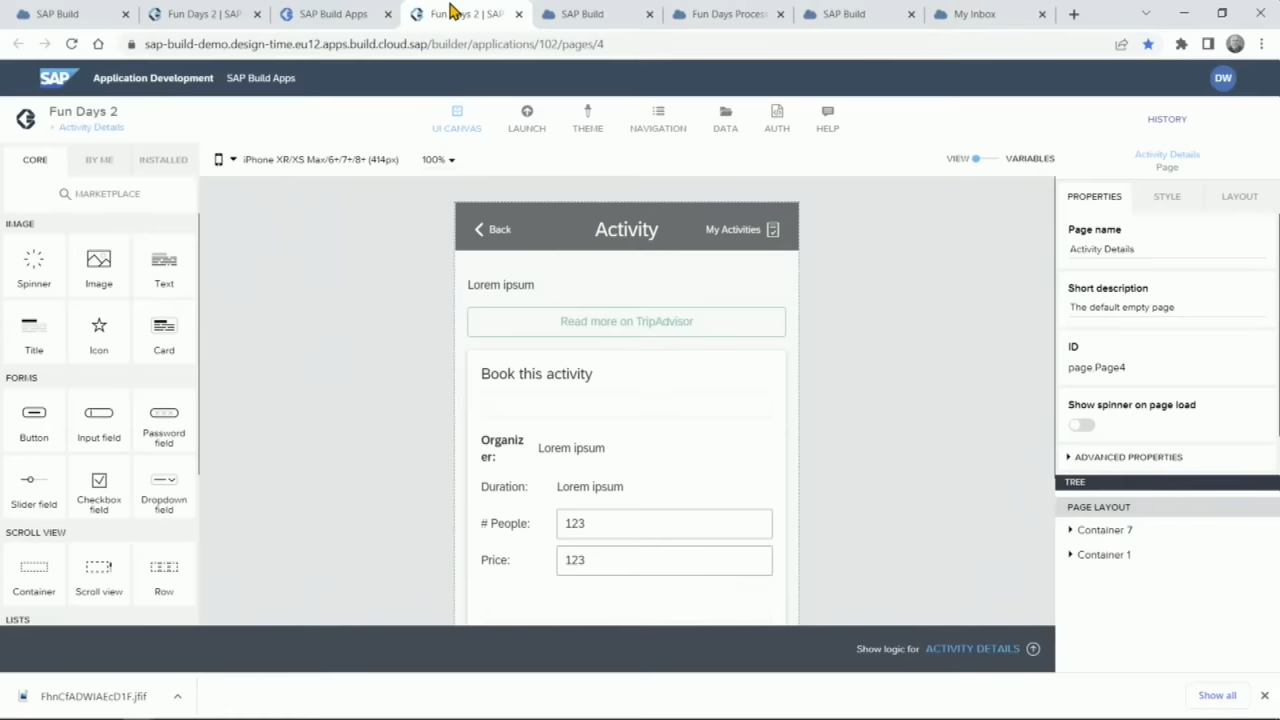 SAP Build
Fun Days 2 | SAP
SAP Build Apps
Fun Days 2 | SAP
SAP Build
Fun Days Proces
SAP Build
My Inbox
sap-build-demo.design-time.eu12.apps.build.cloud.sap/builder/applications/102/pages/4
SAP Application Development SAP Build Apps DW
Fun Days 2
Activity Details
UI CANVAS
LAUNCH
THEME
NAVIGATION
DATA
AUTH
HELP
HISTORY
CORE
BY ME
INSTALLED
iPhone XR/XS Max/6+/7+/8+ (414px)
100%
VIEW
VARIABLES
Activity Details
Page
MARKETPLACE
PROPERTIES
STYLE
LAYOUT
IMAGE
Spinner
Image
Text
Title
Icon
Card
FORMS
Button
Input field
Password
field
Slider field
Checkbox
field
Dropdown
field
SCROLL VIEW
Container
Scroll view
Row
LISTS
Back
Activity
My Activities
Lorem ipsum
Read more on TripAdvisor
Book this activity
Organiz
er:
Lorem ipsum
Duration:
Lorem ipsum
# People:
123
Price:
123
Page name
Activity Details
Short description
The default empty page
ID
page.Page4
Show spinner on page load
ADVANCED PROPERTIES
TREE
PAGE LAYOUT
Container 7
Container 1
Show logic for ACTIVITY DETAILS
FhnCfADWIAEcD1F.jfif
Show all